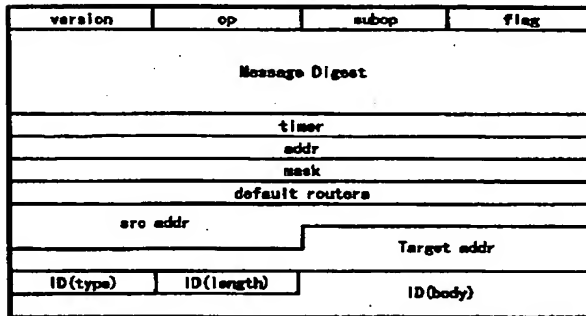 version op subop flag
Message Digest
timer
addr
mask
default routers
src addr
Target addr
ID(type) ID(length) ID(body)